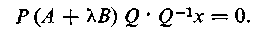 P (A + λB) Q · Q⁻¹x = 0.